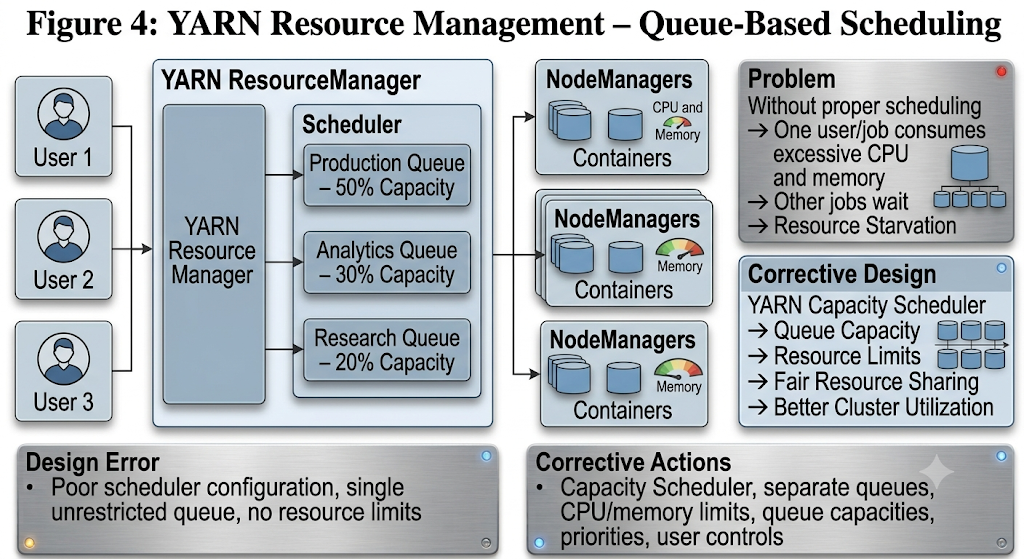 Figure 4: YARN Resource Management – Queue-Based Scheduling
User 1
User 2
User 3
YARN ResourceManager
YARN
Resource
Manager
Scheduler
Production Queue
– 50% Capacity
Analytics Queue
– 30% Capacity
Research Queue
– 20% Capacity
NodeManagers
CPU and
Memory
Containers
NodeManagers
Memory
Containers
NodeManagers
Memory
Containers
Problem
Without proper scheduling
→ One user/job consumes
excessive CPU
and memory
→ Other jobs wait
→ Resource Starvation
Corrective Design
YARN Capacity Scheduler
→ Queue Capacity
→ Resource Limits
→ Fair Resource Sharing
→ Better Cluster Utilization
Design Error
• Poor scheduler configuration, single
unrestricted queue, no resource limits
Corrective Actions
• Capacity Scheduler, separate queues,
CPU/memory limits, queue capacities,
priorities, user controls